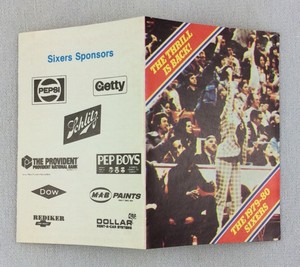 Sixers Sponsors
PEPSI
Getty
Schlitz
THE PROVIDENT
PROVIDENT NATIONAL BANK
PEP BOYS
DOW
M A B PAINTS
REDIKER
DOLLAR
RENT-A-CAR SYSTEMS
THE THRILL
IS BACK!
THE 1979-80
SIXERS